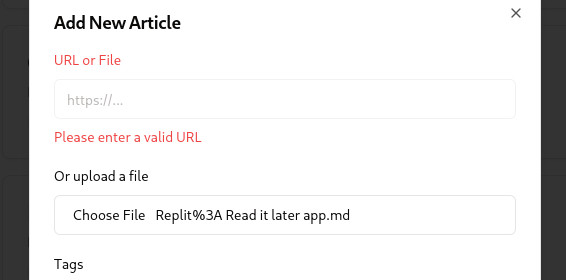 Add New Article
URL or File
https://...
Please enter a valid URL
Or upload a file
Choose File Replit%3A Read it later app.md
Tags